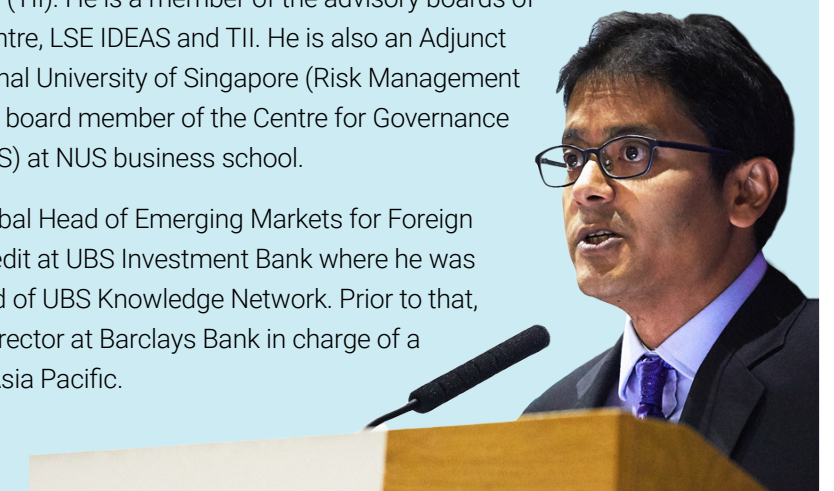 (TII). He is a member of the advisory boards of
ntre, LSE IDEAS and TII. He is also an Adjunct
nal University of Singapore (Risk Management
board member of the Centre for Governance
S) at NUS business school.
bal Head of Emerging Markets for Foreign
edit at UBS Investment Bank where he was
d of UBS Knowledge Network. Prior to that,
rector at Barclays Bank in charge of a
Asia Pacific.